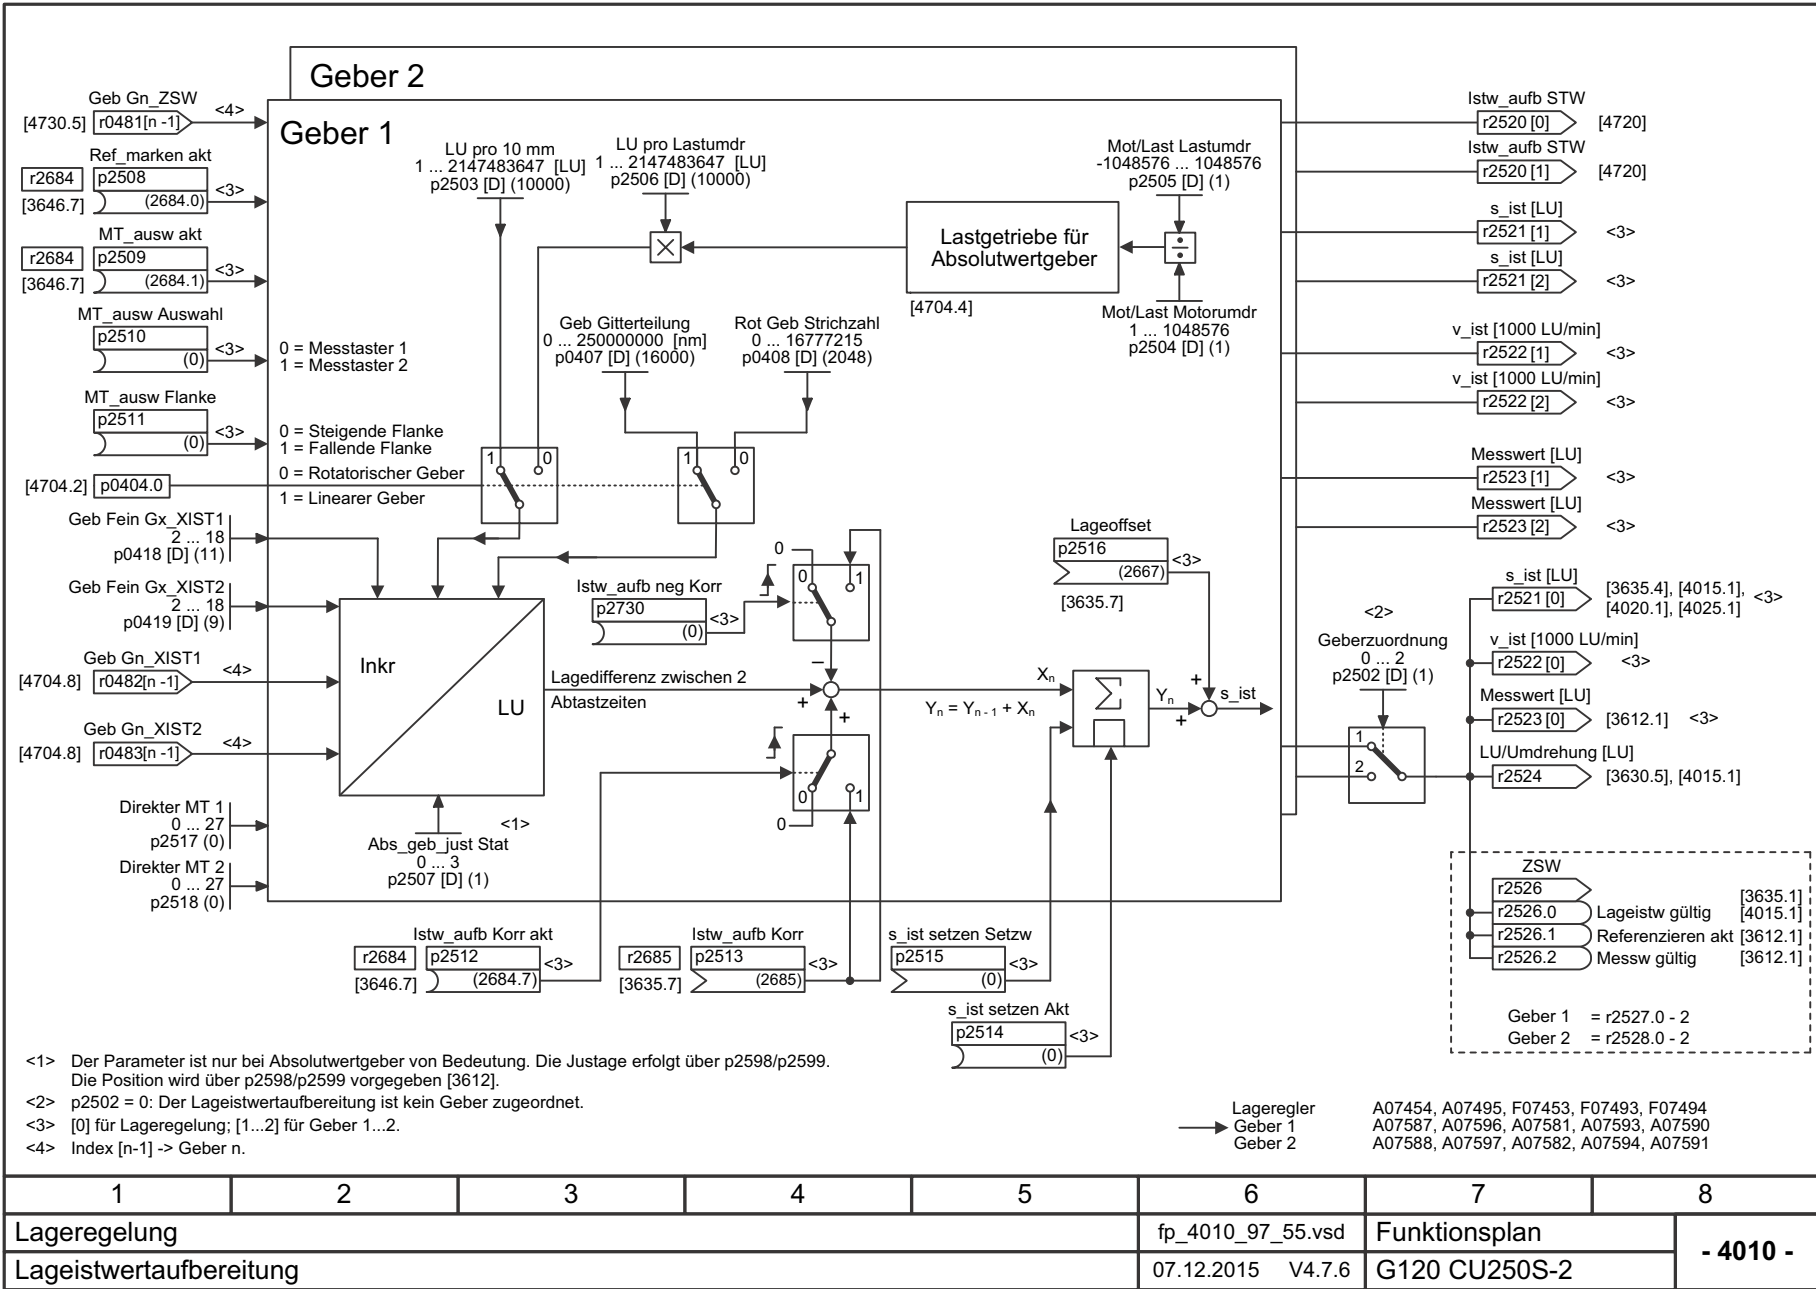 Geber 2
Geber 1
Geb Gn_ZSW
[4730.5] r0481[n -1] <4>
Ref_marken akt
r2684 p2508
[3646.7] (2684.0) <3>
MT_ausw akt
r2684 p2509
[3646.7] (2684.1) <3>
MT_ausw Auswahl
p2510
(0) <3>
0 = Messtaster 1
1 = Messtaster 2
MT_ausw Flanke
p2511
(0) <3>
0 = Steigende Flanke
1 = Fallende Flanke
[4704.2] p0404.0
0 = Rotatorischer Geber
1 = Linearer Geber
Geb Fein Gx_XIST1
2 ... 18
p0418 [D] (11)
Geb Fein Gx_XIST2
2 ... 18
p0419 [D] (9)
Geb Gn_XIST1
[4704.8] r0482[n -1] <4>
Geb Gn_XIST2
[4704.8] r0483[n -1] <4>
Direkter MT 1
0 ... 27
p2517 (0)
Direkter MT 2
0 ... 27
p2518 (0)
LU pro 10 mm
1 ... 2147483647 [LU]
p2503 [D] (10000)
LU pro Lastumdr
1 ... 2147483647 [LU]
p2506 [D] (10000)
Lastgetriebe für
Absolutwertgeber
[4704.4]
Mot/Last Lastumdr
-1048576 ... 1048576
p2505 [D] (1)
Mot/Last Motorumdr
1 ... 1048576
p2504 [D] (1)
Geb Gitterteilung
0 ... 250000000 [nm]
p0407 [D] (16000)
Rot Geb Strichzahl
0 ... 16777215
p0408 [D] (2048)
1 0
1 0
Inkr
LU
<1>
Abs_geb_just Stat
0 ... 3
p2507 [D] (1)
Istw_aufb neg Korr
p2730
(0) <3>
0
0 1
Lagedifferenz zwischen 2
Abtastzeiten
−
+ +
0 1
0
Xn
Yn = Yn - 1 + Xn
Σ
Yn
+
+
s_ist
Lageoffset
p2516
(2667) <3>
[3635.7]
Istw_aufb Korr akt
r2684 p2512
[3646.7] (2684.7) <3>
Istw_aufb Korr
r2685 p2513
[3635.7] (2685) <3>
s_ist setzen Setzw
p2515
(0) <3>
s_ist setzen Akt
p2514
(0) <3>
Istw_aufb STW
r2520 [0] [4720]
Istw_aufb STW
r2520 [1] [4720]
s_ist [LU]
r2521 [1] <3>
s_ist [LU]
r2521 [2] <3>
v_ist [1000 LU/min]
r2522 [1] <3>
v_ist [1000 LU/min]
r2522 [2] <3>
Messwert [LU]
r2523 [1] <3>
Messwert [LU]
r2523 [2] <3>
<2>
Geberzuordnung
0 ... 2
p2502 [D] (1)
1
2
s_ist [LU]
r2521 [0] [3635.4], [4015.1], [4020.1], [4025.1] <3>
v_ist [1000 LU/min]
r2522 [0] <3>
Messwert [LU]
r2523 [0] [3612.1] <3>
LU/Umdrehung [LU]
r2524 [3630.5], [4015.1]
ZSW
r2526 [3635.1]
r2526.0 Lageistw gültig [4015.1]
r2526.1 Referenzieren akt [3612.1]
r2526.2 Messw gültig [3612.1]
Geber 1 = r2527.0 - 2
Geber 2 = r2528.0 - 2
<1> Der Parameter ist nur bei Absolutwertgeber von Bedeutung. Die Justage erfolgt über p2598/p2599.
Die Position wird über p2598/p2599 vorgegeben [3612].
<2> p2502 = 0: Der Lageistwertaufbereitung ist kein Geber zugeordnet.
<3> [0] für Lageregelung; [1...2] für Geber 1...2.
<4> Index [n-1] -> Geber n.
Lageregler A07454, A07495, F07453, F07493, F07494
Geber 1 A07587, A07596, A07581, A07593, A07590
Geber 2 A07588, A07597, A07582, A07594, A07591
1 2 3 4 5 6 7 8
Lageregelung fp_4010_97_55.vsd Funktionsplan
- 4010 -
Lageistwertaufbereitung 07.12.2015 V4.7.6 G120 CU250S-2